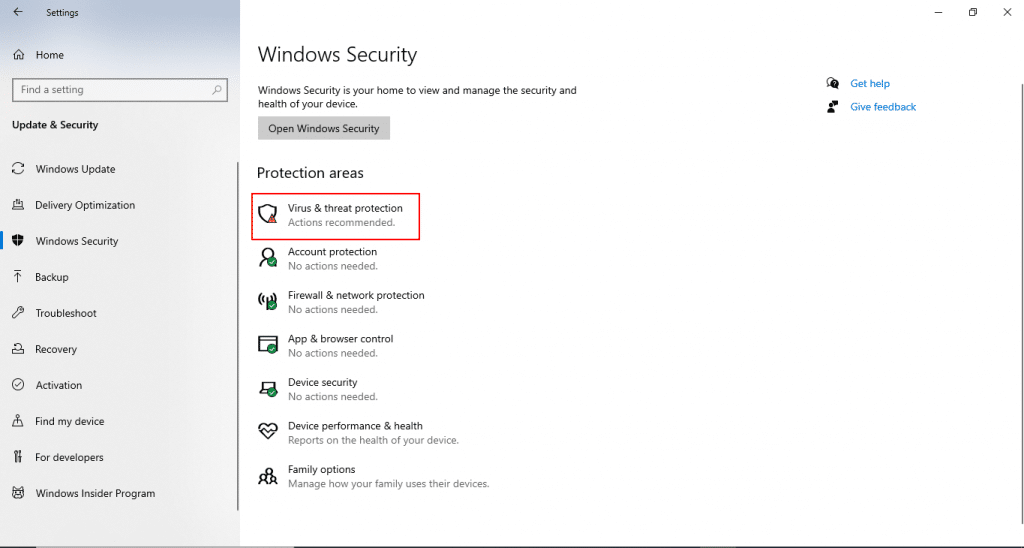 Settings
Home
Find a setting
Update & Security
Windows Update
Delivery Optimization
Windows Security
Backup
Troubleshoot
Recovery
Activation
Find my device
For developers
Windows Insider Program
Windows Security
Windows Security is your home to view and manage the security and
health of your device.
Open Windows Security
Protection areas
Virus & threat protection
Actions recommended.
Account protection
No actions needed.
Firewall & network protection
No actions needed.
App & browser control
No actions needed.
Device security
No actions needed.
Device performance & health
Reports on the health of your device.
Family options
Manage how your family uses their devices.
Get help
Give feedback